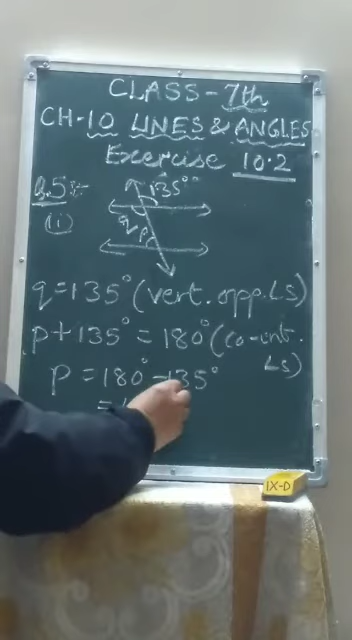 CLASS - 7th
CH-10 LINES & ANGLES
Exercise 10.2
Q.5:-
(i)
135°
q
p
q = 135° (vert. opp. ∠s)
p + 135° = 180° (co-int. ∠s)
p = 180° - 135°
=
IX-D